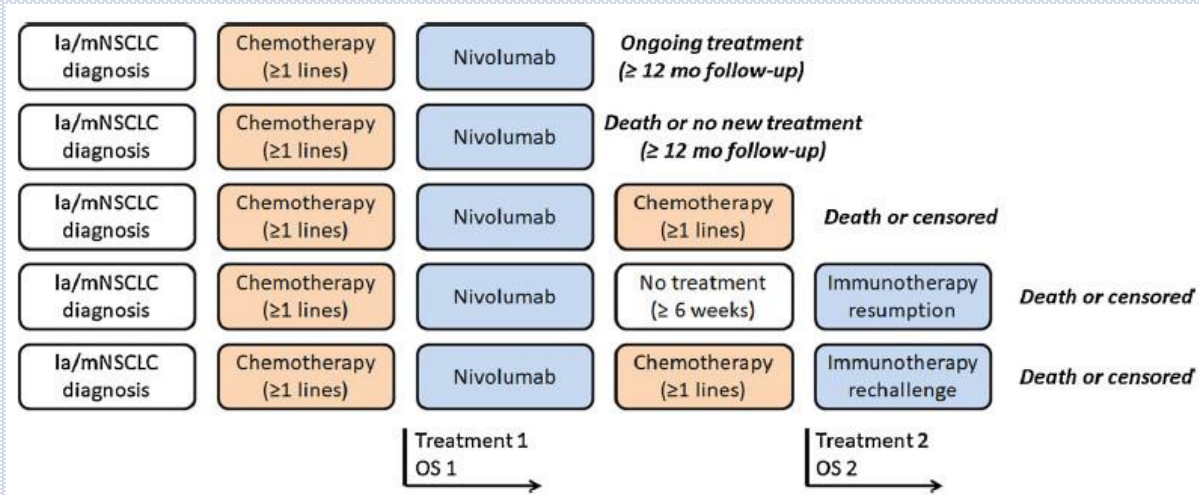 la/mNSCLC
diagnosis
Chemotherapy
(≥1 lines)
Nivolumab
Ongoing treatment
(≥ 12 mo follow-up)
la/mNSCLC
diagnosis
Chemotherapy
(≥1 lines)
Nivolumab
Death or no new treatment
(≥ 12 mo follow-up)
la/mNSCLC
diagnosis
Chemotherapy
(≥1 lines)
Nivolumab
Chemotherapy
(≥1 lines)
Death or censored
la/mNSCLC
diagnosis
Chemotherapy
(≥1 lines)
Nivolumab
No treatment
(≥ 6 weeks)
Immunotherapy
resumption
Death or censored
la/mNSCLC
diagnosis
Chemotherapy
(≥1 lines)
Nivolumab
Chemotherapy
(≥1 lines)
Immunotherapy
rechallenge
Death or censored
Treatment 1
OS 1
Treatment 2
OS 2